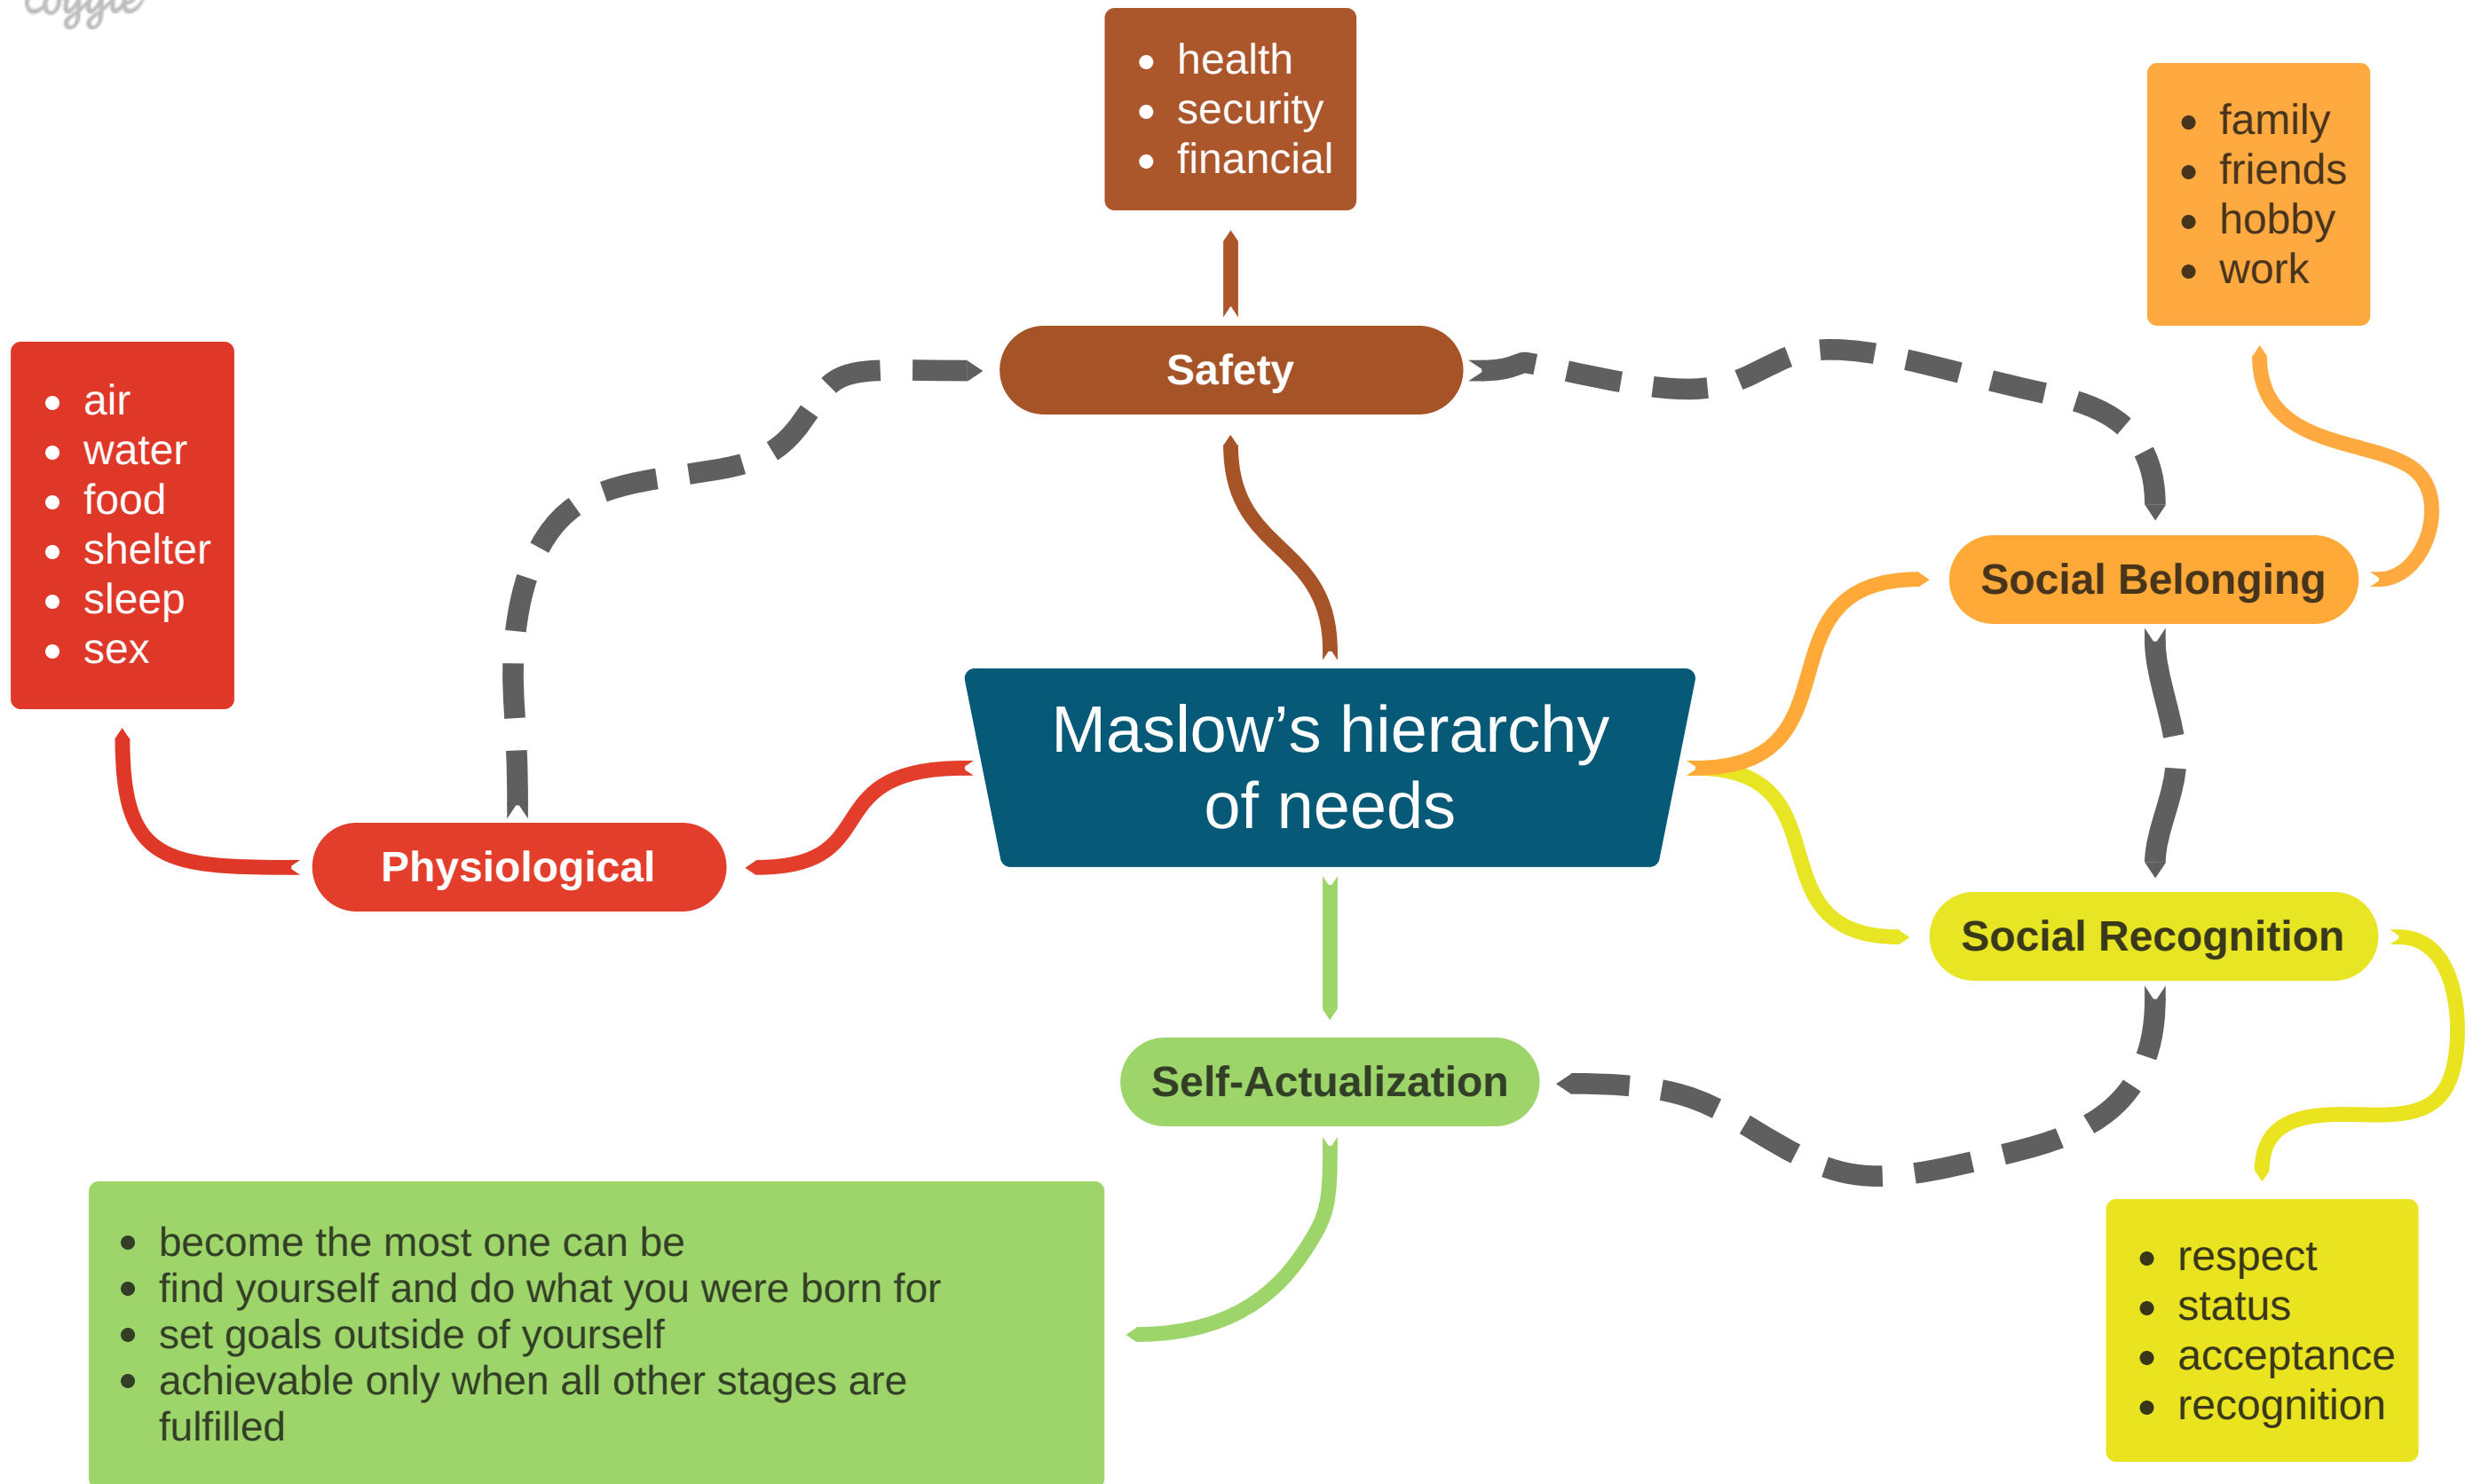 coggle
health
security
financial
family
friends
hobby
work
air
water
food
shelter
sleep
sex
Safety
Social Belonging
Maslow’s hierarchy
of needs
Physiological
Social Recognition
Self-Actualization
become the most one can be
find yourself and do what you were born for
set goals outside of yourself
achievable only when all other stages are
fulfilled
respect
status
acceptance
recognition